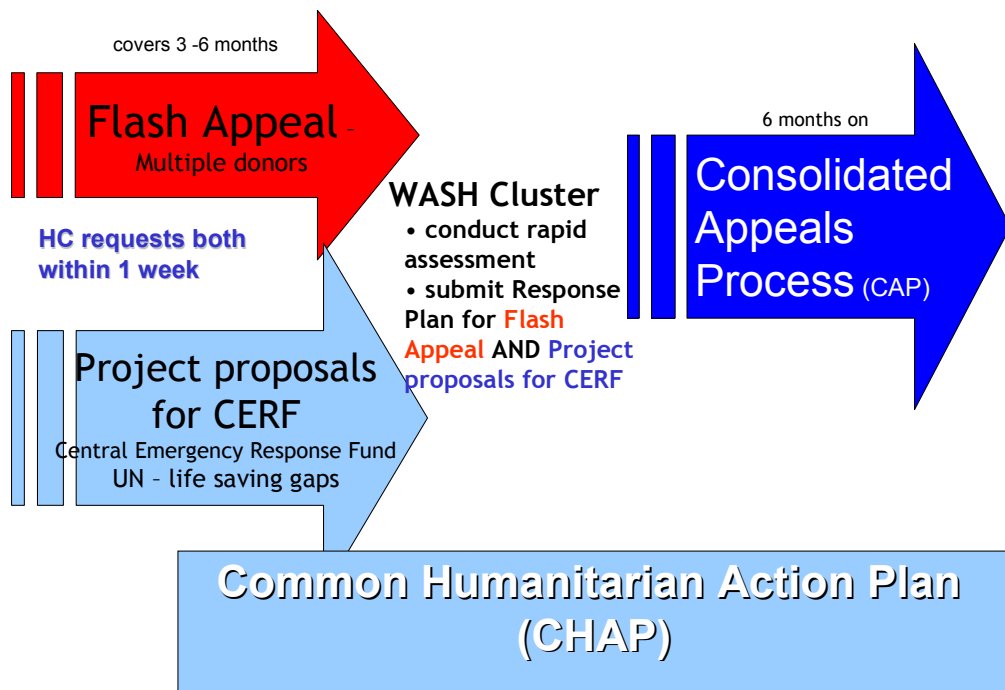 covers 3 -6 months
Flash Appeal –
Multiple donors
HC requests both
within 1 week
Project proposals
for CERF
Central Emergency Response Fund
UN – life saving gaps
WASH Cluster
• conduct rapid
assessment
• submit Response
Plan for Flash
Appeal AND Project
proposals for CERF
6 months on
Consolidated
Appeals
Process (CAP)
Common Humanitarian Action Plan
(CHAP)